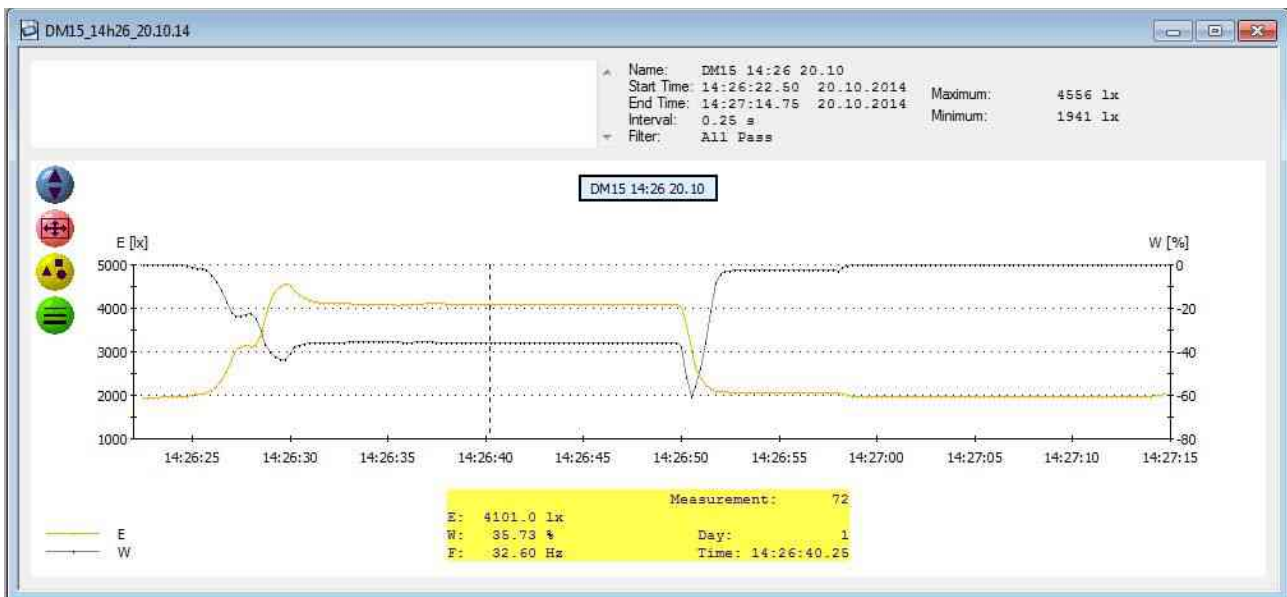 DM15_14h26_20.10.14
Name: DM15 14:26 20.10
Start Time: 14:26:22.50 20.10.2014
End Time: 14:27:14.75 20.10.2014
Interval: 0.25 s
Filter: All Pass
Maximum: 4556 lx
Minimum: 1941 lx
DM15 14:26 20.10
E [lx]
W [%]
5000
4000
3000
2000
1000
0
-20
-40
-60
-80
14:26:25 14:26:30 14:26:35 14:26:40 14:26:45 14:26:50 14:26:55 14:27:00 14:27:05 14:27:10 14:27:15
Measurement: 72
E: 4101.0 lx
W: 35.73 % Day: 1
F: 32.60 Hz Time: 14:26:40.25
E
W